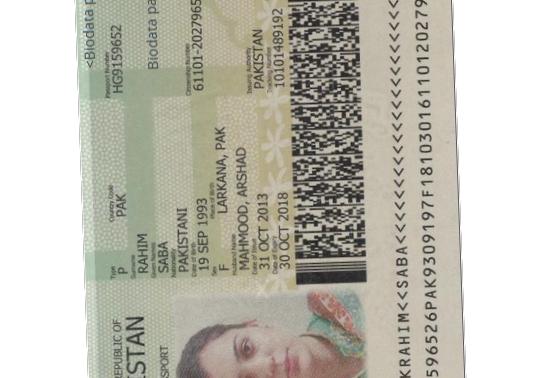 <Biodata p
REPUBLIC OF
STAN
SSPORT
Type
P
Country Code
PAK
Passport Number
HG9159652
Surname
RAHIM
Given Names
SABA
Biodata pa
Nationality
PAKISTANI
Date of Birth
19 SEP 1993
Citizenship Number
61101-2027965
Sex
F
Place of Birth
LARKANA, PAK
Husband Name
MAHMOOD, ARSHAD
Date of Issue
31 OCT 2013
Issuing Authority
PAKISTAN
Date of Expiry
30 OCT 2018
Tracking Number
10101489192
KRAHIM<<SABA<<<<<<<<<<<<<<<<
596526PAK9309197F18103016110120279